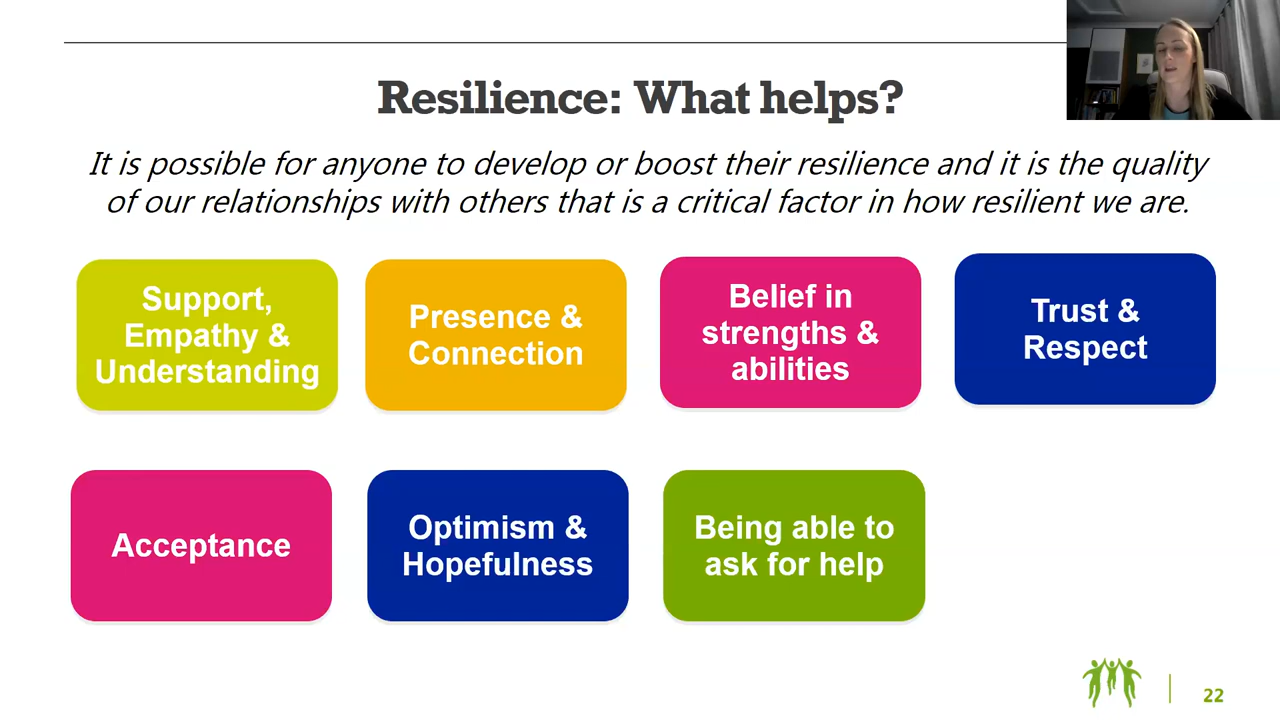 Resilience: What helps?
It is possible for anyone to develop or boost their resilience and it is the quality
of our relationships with others that is a critical factor in how resilient we are.
Support,
Empathy &
Understanding
Presence &
Connection
Belief in
strengths &
abilities
Trust &
Respect
Acceptance
Optimism &
Hopefulness
Being able to
ask for help
22